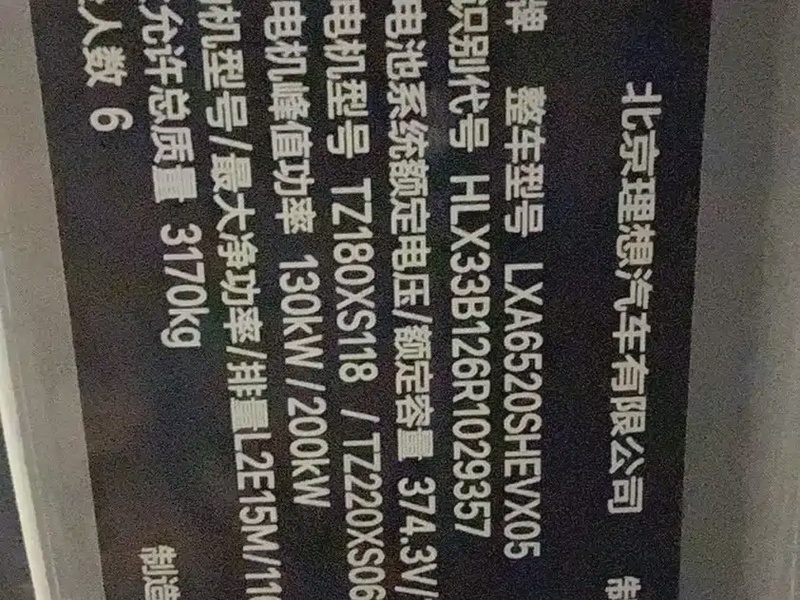 北京理想汽车有限公司 制
牌 整车型号 LXA6520SHEVX05
识别代号 HLX33B126R1029357
电池系统额定电压/额定容量 374.3V/
电机型号 TZ180XS118 / TZ220XS06
电机峰值功率 130kW / 200kW
机型号/最大净功率/排量L2E15M/110
允许总质量 3170kg 制造
人数 6